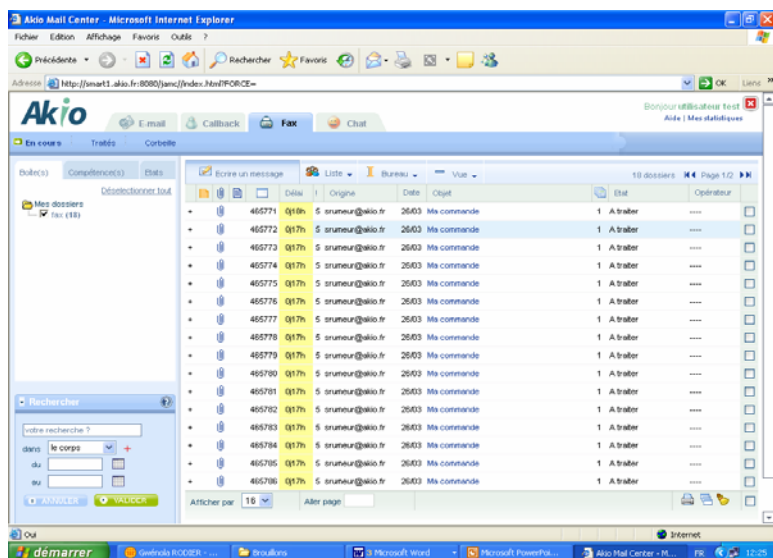 Akio Mail Center - Microsoft Internet Explorer
Fichier Edition Affichage Favoris Outils ?
Précédente Rechercher Favoris
Adresse http://smart1.akio.fr:8080/jamc//index.html?FORCE= OK Liens
Akio E-mail Callback Fax Chat
Bonjour utilisateur test
Aide | Mes statistiques
En cours Traités Corbeille
Boîte(s) Compétence(s) Etats
Désélectionner tout
Mes dossiers
fax (18)
Ecrire un message Liste Bureau Vue 18 dossiers Page 1/2
Délai ! Origine Date Objet Etat Opérateur
+ 465771 0j18h 5 srumeur@akio.fr 26/03 Ma commande 1 A traiter ----
+ 465772 0j17h 5 srumeur@akio.fr 26/03 Ma commande 1 A traiter ----
+ 465773 0j17h 5 srumeur@akio.fr 26/03 Ma commande 1 A traiter ----
+ 465774 0j17h 5 srumeur@akio.fr 26/03 Ma commande 1 A traiter ----
+ 465775 0j17h 5 srumeur@akio.fr 26/03 Ma commande 1 A traiter ----
+ 465776 0j17h 5 srumeur@akio.fr 26/03 Ma commande 1 A traiter ----
+ 465777 0j17h 5 srumeur@akio.fr 26/03 Ma commande 1 A traiter ----
+ 465778 0j17h 5 srumeur@akio.fr 26/03 Ma commande 1 A traiter ----
+ 465779 0j17h 5 srumeur@akio.fr 26/03 Ma commande 1 A traiter ----
+ 465780 0j17h 5 srumeur@akio.fr 26/03 Ma commande 1 A traiter ----
+ 465781 0j17h 5 srumeur@akio.fr 26/03 Ma commande 1 A traiter ----
+ 465782 0j17h 5 srumeur@akio.fr 26/03 Ma commande 1 A traiter ----
+ 465783 0j17h 5 srumeur@akio.fr 26/03 Ma commande 1 A traiter ----
+ 465784 0j17h 5 srumeur@akio.fr 26/03 Ma commande 1 A traiter ----
+ 465785 0j17h 5 srumeur@akio.fr 26/03 Ma commande 1 A traiter ----
+ 465786 0j17h 5 srumeur@akio.fr 26/03 Ma commande 1 A traiter ----
Rechercher
votre recherche ?
dans le corps +
du
au
ANNULER VALIDER
Afficher par 16 Aller page
Oui Internet
démarrer Gwénola RODIER - ... Brouillons 3 Microsoft Word Microsoft PowerPoi... Akio Mail Center - M... FR 12:25